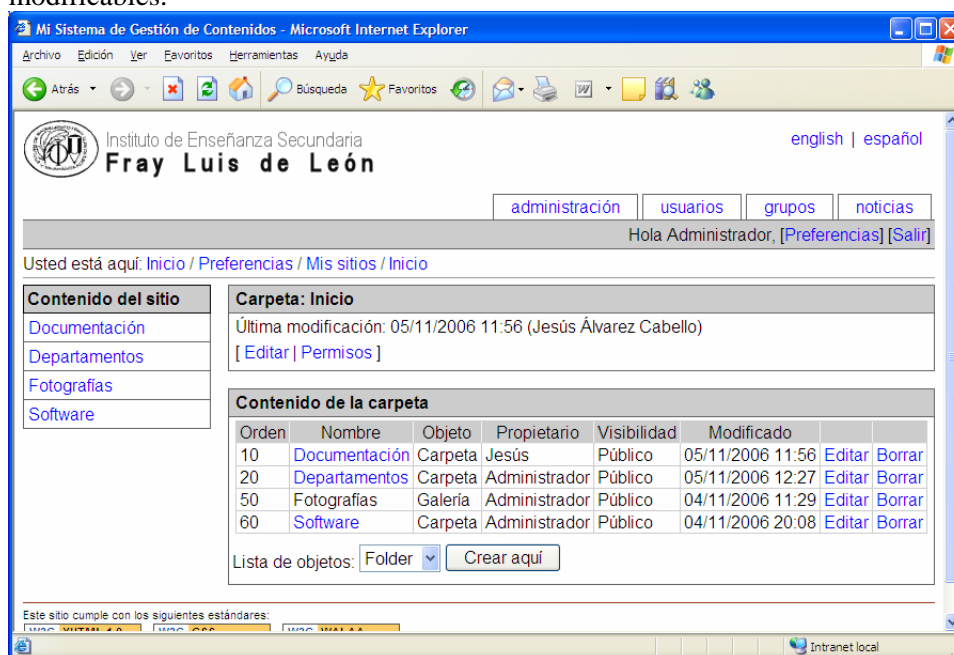 modificables.
Mi Sistema de Gestión de Contenidos - Microsoft Internet Explorer
Archivo Edición Ver Favoritos Herramientas Ayuda
Atrás Búsqueda Favoritos
Instituto de Enseñanza Secundaria
Fray Luis de León
english | español
administración usuarios grupos noticias
Hola Administrador, [Preferencias] [Salir]
Usted está aquí: Inicio / Preferencias / Mis sitios / Inicio
Contenido del sitio
Documentación
Departamentos
Fotografías
Software
Carpeta: Inicio
Última modificación: 05/11/2006 11:56 (Jesús Álvarez Cabello)
[ Editar | Permisos ]
Contenido de la carpeta
Orden Nombre Objeto Propietario Visibilidad Modificado
10 Documentación Carpeta Jesús Público 05/11/2006 11:56 Editar Borrar
20 Departamentos Carpeta Administrador Público 05/11/2006 12:27 Editar Borrar
50 Fotografías Galería Administrador Público 04/11/2006 11:29 Editar Borrar
60 Software Carpeta Administrador Público 04/11/2006 20:08 Editar Borrar
Lista de objetos: Folder Crear aquí
Este sitio cumple con los siguientes estándares:
Intranet local